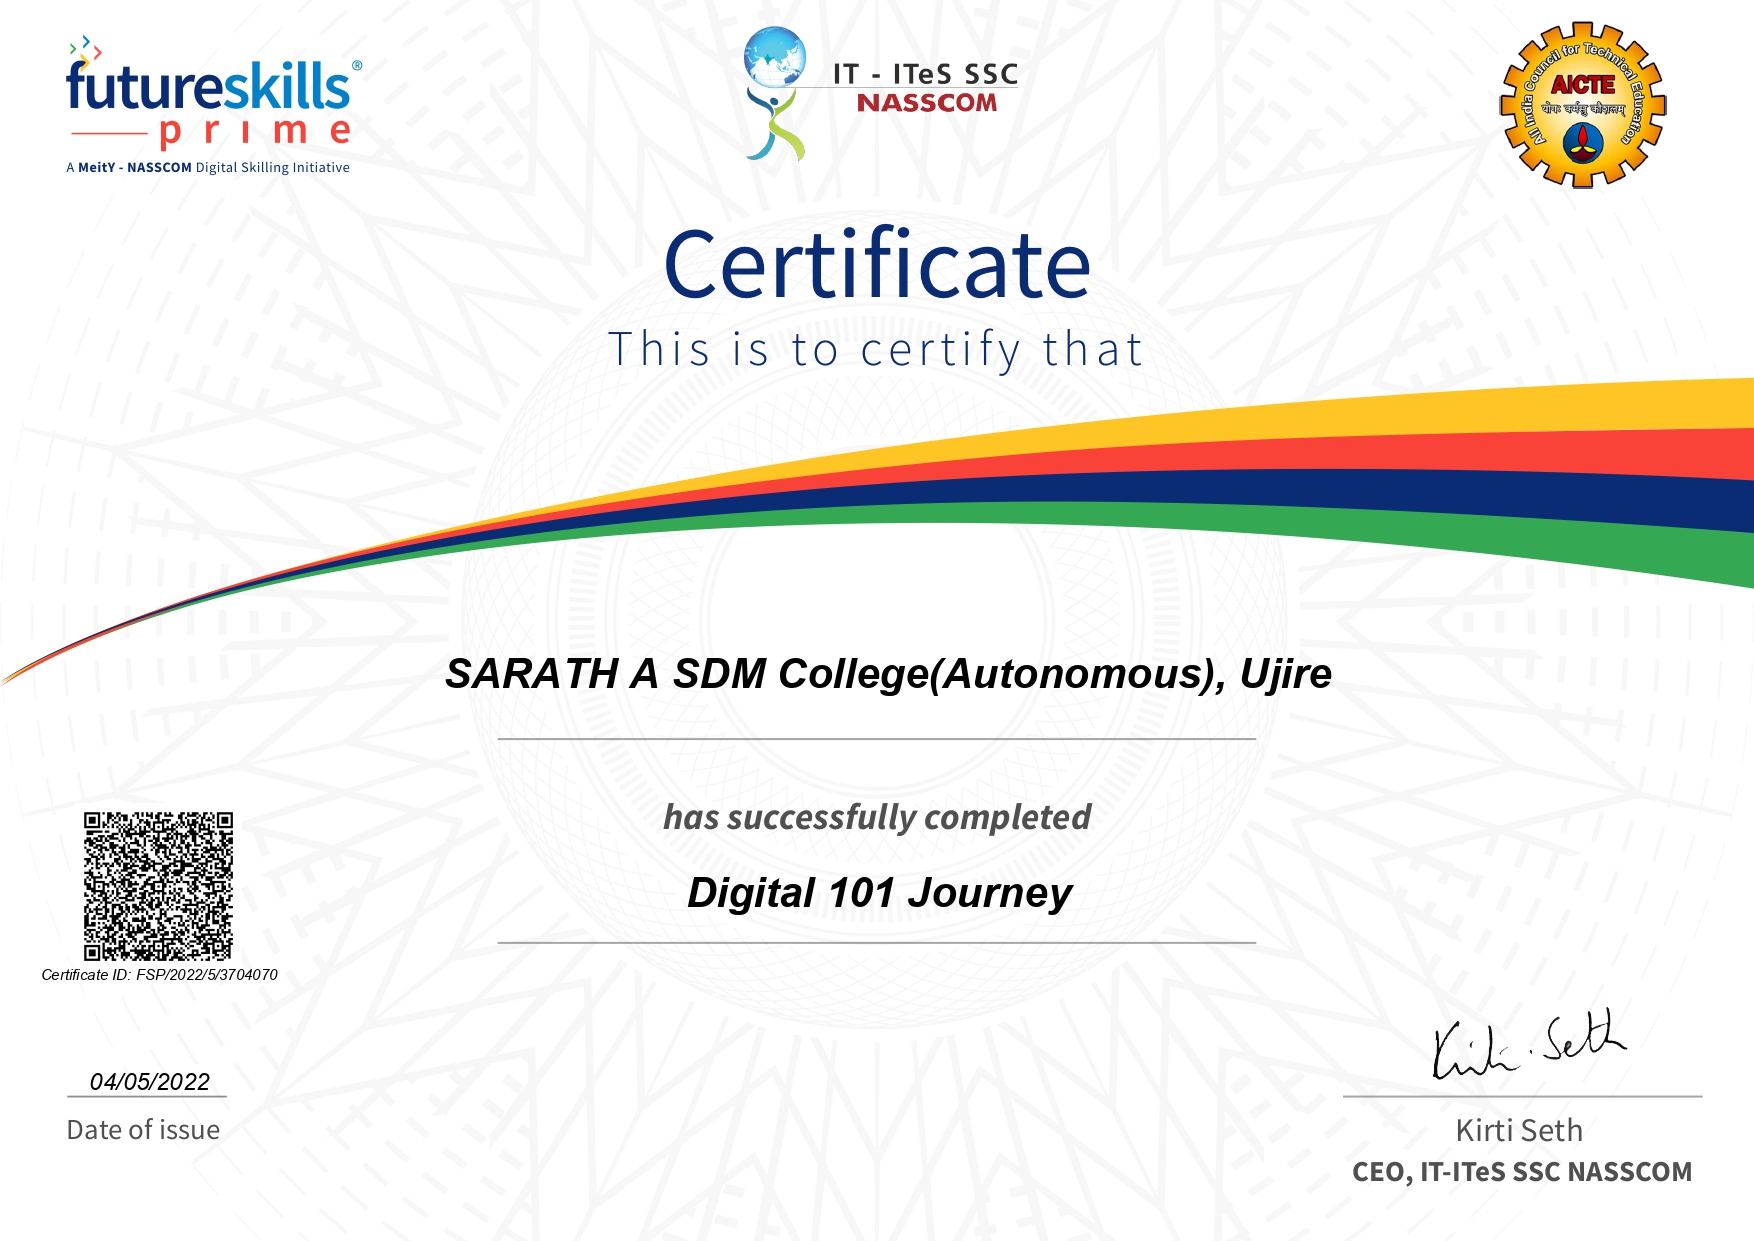 futureskills®
prime
A MeitY - NASSCOM Digital Skilling Initiative
IT - ITeS SSC
NASSCOM
All India Council for Technical Education
AICTE
योगः कर्मसु कौशलम्
Certificate
This is to certify that
SARATH A SDM College(Autonomous), Ujire
has successfully completed
Digital 101 Journey
Certificate ID: FSP/2022/5/3704070
04/05/2022
Date of issue
Kirti Seth
Kirti Seth
CEO, IT-ITeS SSC NASSCOM